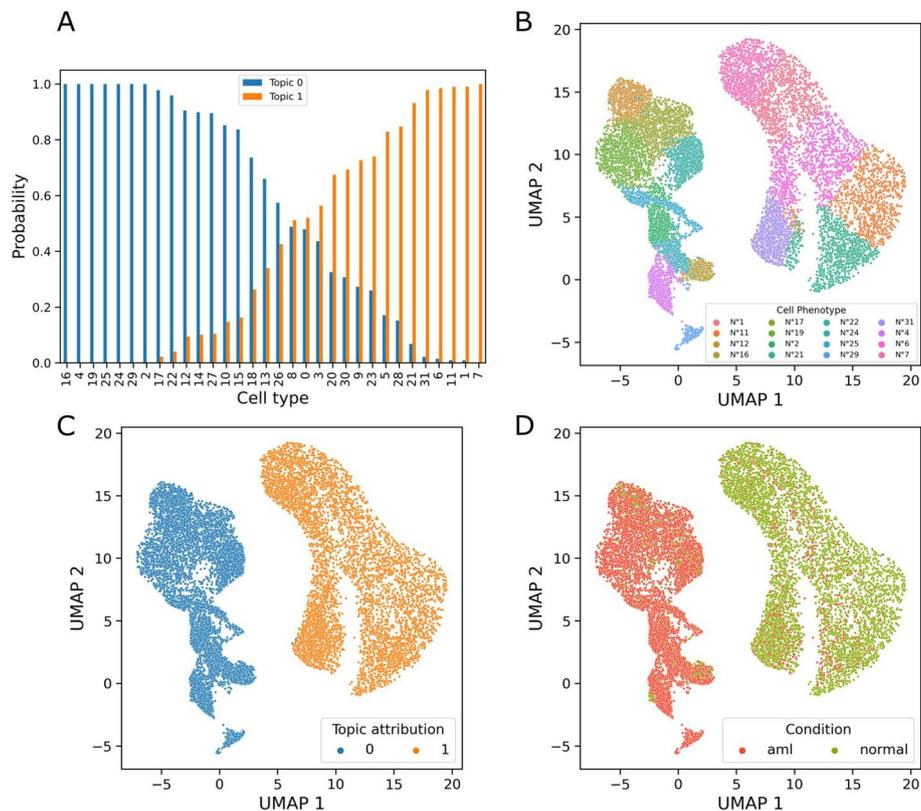 A
1.0
0.8
0.6
0.4
0.2
0.0
Probability
Topic 0
Topic 1
16 4 19 25 24 29 2 17 22 12 14 27 10 15 18 13 26 8 0 3 20 30 9 23 5 28 21 31 6 11 1 7
Cell type
B
20
15
10
5
0
−5
UMAP 2
Cell Phenotype
N°1 N°17 N°22 N°31
N°11 N°19 N°24 N°4
N°12 N°2 N°25 N°6
N°16 N°21 N°29 N°7
−5 0 5 10 15 20
UMAP 1
C
20
15
10
5
0
−5
UMAP 2
Topic attribution
0 1
−5 0 5 10 15 20
UMAP 1
D
20
15
10
5
0
−5
UMAP 2
Condition
aml normal
−5 0 5 10 15 20
UMAP 1